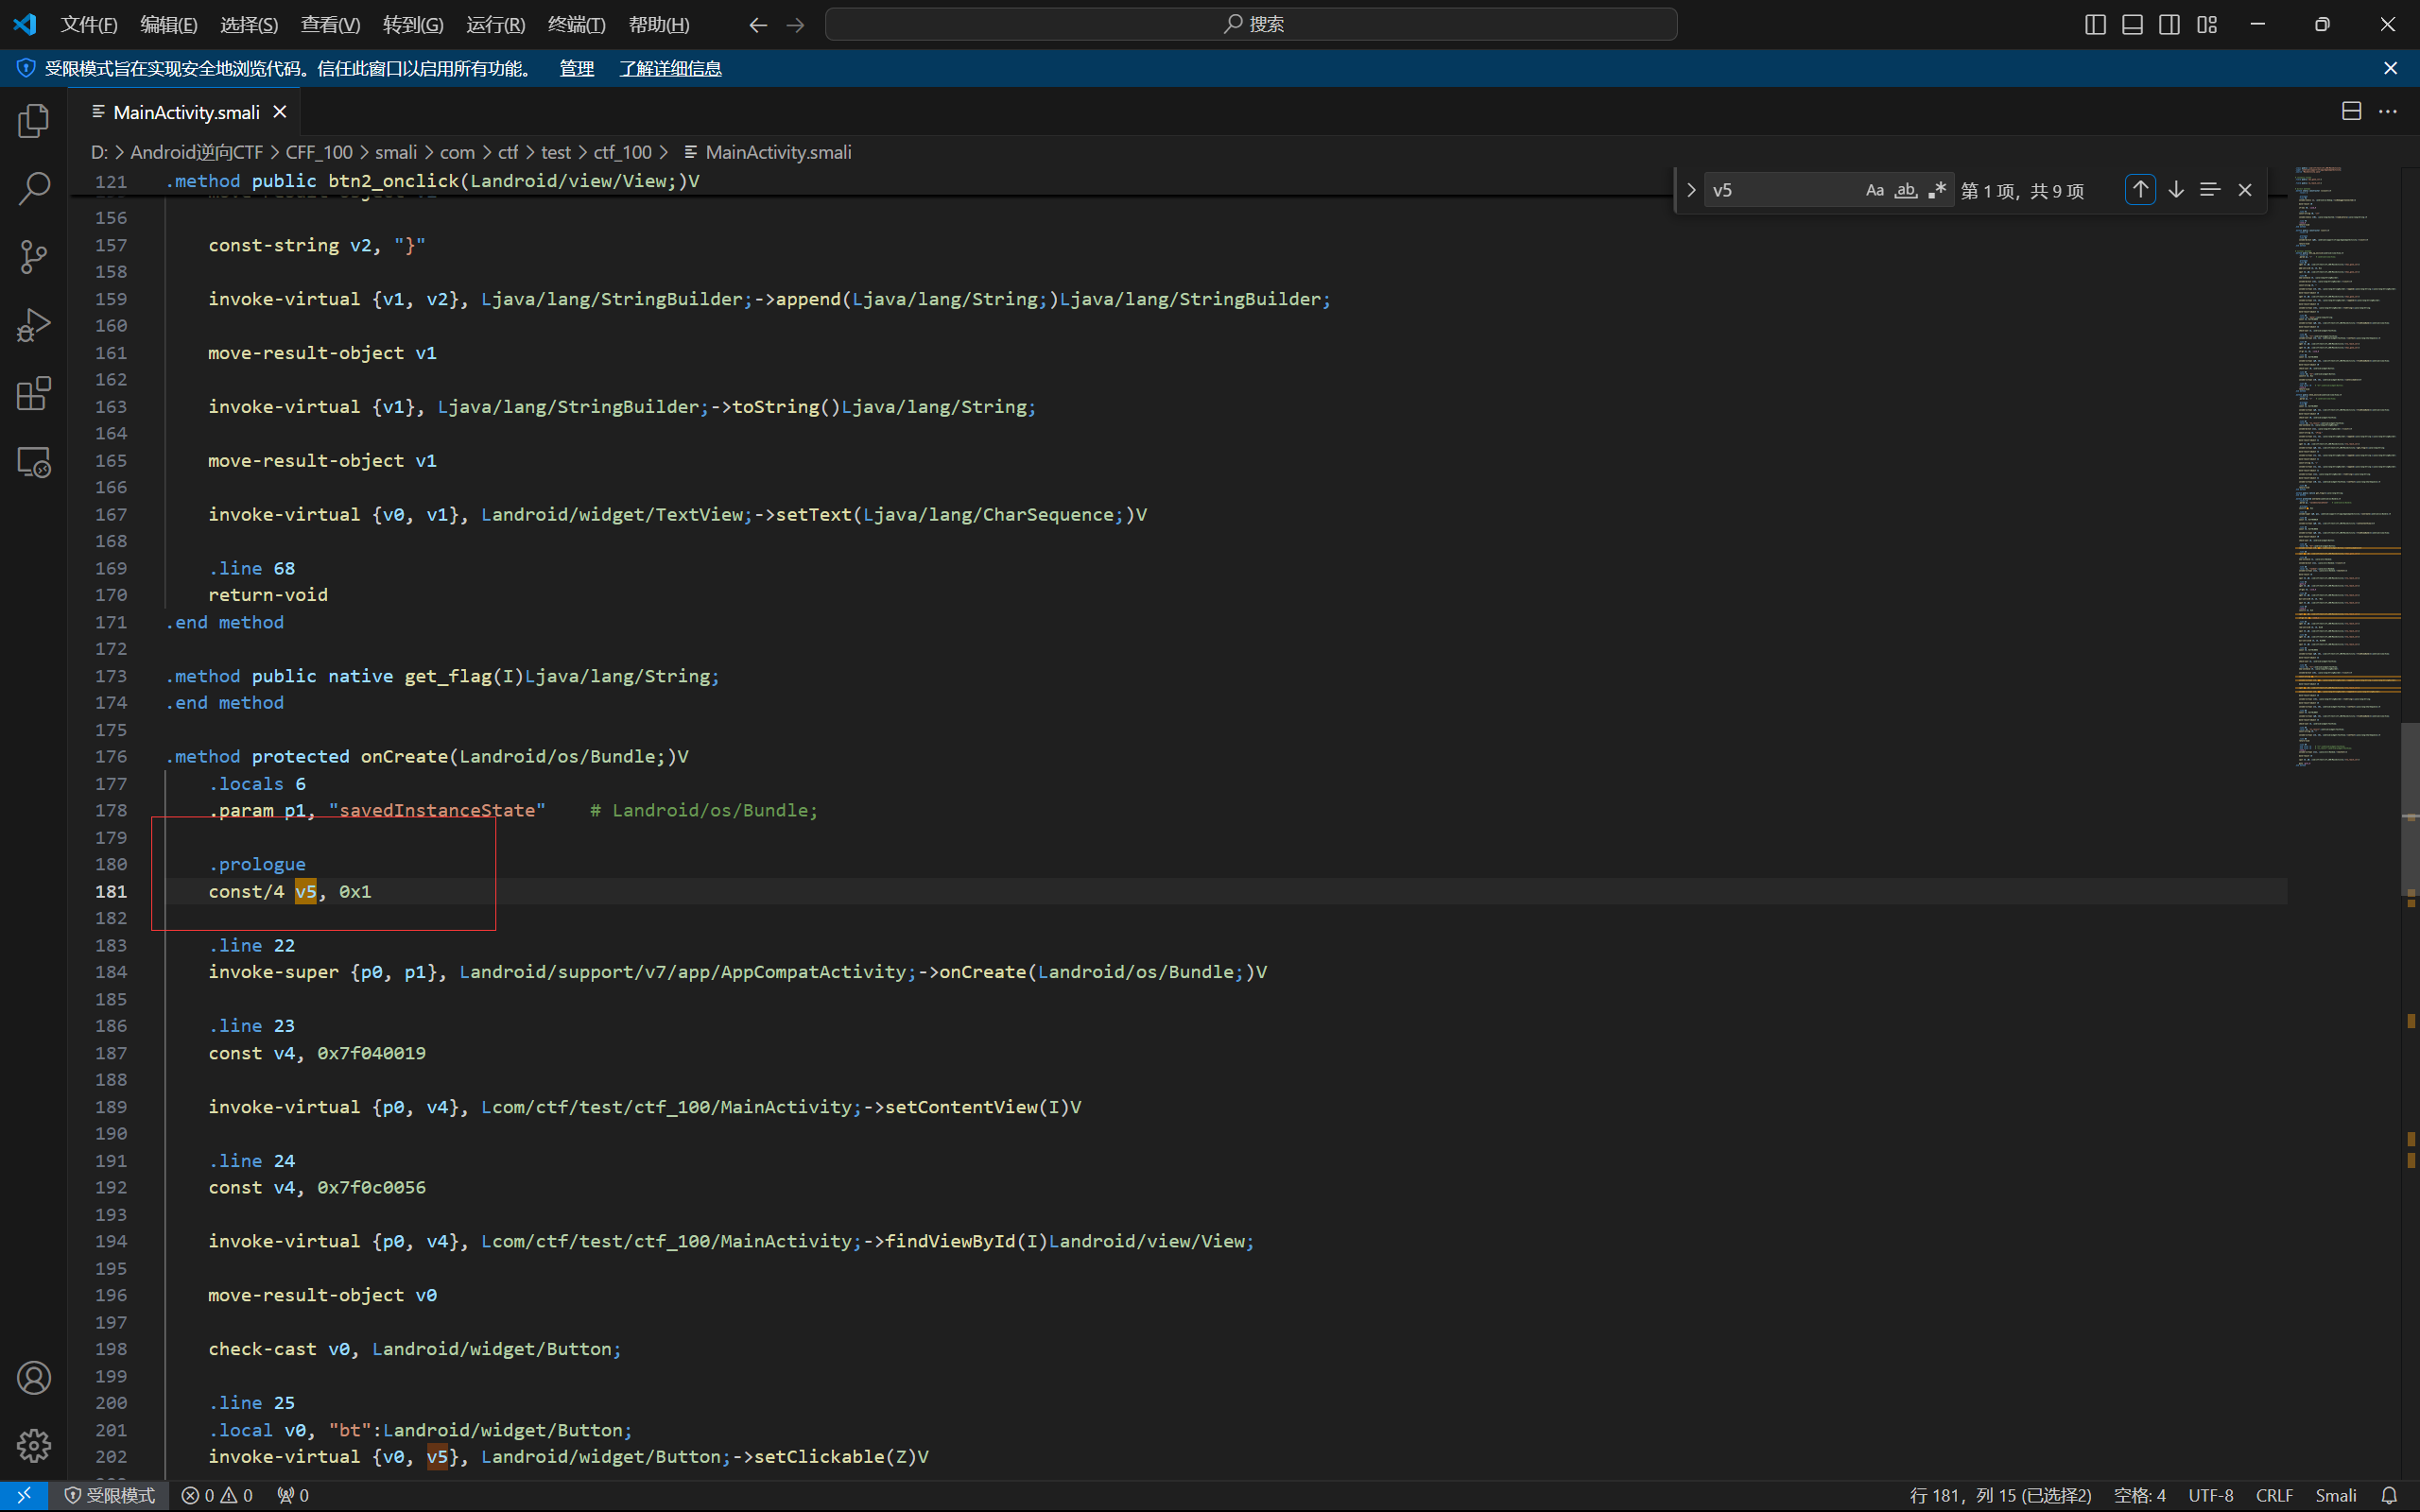 文件(F) 编辑(E) 选择(S) 查看(V) 转到(G) 运行(R) 终端(T) 帮助(H) 搜索
受限模式旨在实现安全地浏览代码。信任此窗口以启用所有功能。 管理 了解详细信息
MainActivity.smali
D: > Android逆向CTF > CFF_100 > smali > com > ctf > test > ctf_100 > MainActivity.smali
v5 Aa ab 第 1 项，共 9 项
121 .method public btn2_onclick(Landroid/view/View;)V
156
157 const-string v2, "}"
158
159 invoke-virtual {v1, v2}, Ljava/lang/StringBuilder;->append(Ljava/lang/String;)Ljava/lang/StringBuilder;
160
161 move-result-object v1
162
163 invoke-virtual {v1}, Ljava/lang/StringBuilder;->toString()Ljava/lang/String;
164
165 move-result-object v1
166
167 invoke-virtual {v0, v1}, Landroid/widget/TextView;->setText(Ljava/lang/CharSequence;)V
168
169 .line 68
170 return-void
171 .end method
172
173 .method public native get_flag(I)Ljava/lang/String;
174 .end method
175
176 .method protected onCreate(Landroid/os/Bundle;)V
177 .locals 6
178 .param p1, "savedInstanceState" # Landroid/os/Bundle;
179
180 .prologue
181 const/4 v5, 0x1
182
183 .line 22
184 invoke-super {p0, p1}, Landroid/support/v7/app/AppCompatActivity;->onCreate(Landroid/os/Bundle;)V
185
186 .line 23
187 const v4, 0x7f040019
188
189 invoke-virtual {p0, v4}, Lcom/ctf/test/ctf_100/MainActivity;->setContentView(I)V
190
191 .line 24
192 const v4, 0x7f0c0056
193
194 invoke-virtual {p0, v4}, Lcom/ctf/test/ctf_100/MainActivity;->findViewById(I)Landroid/view/View;
195
196 move-result-object v0
197
198 check-cast v0, Landroid/widget/Button;
199
200 .line 25
201 .local v0, "bt":Landroid/widget/Button;
202 invoke-virtual {v0, v5}, Landroid/widget/Button;->setClickable(Z)V
受限模式 0 0 0 行 181，列 15 (已选择2) 空格: 4 UTF-8 CRLF Smali